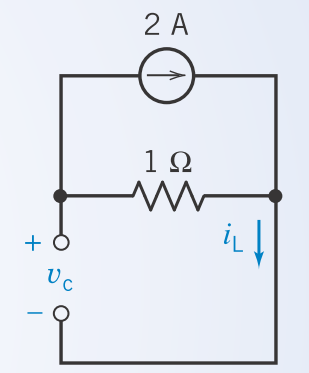 2 A
1 Ω
+
i_L
v_c
−